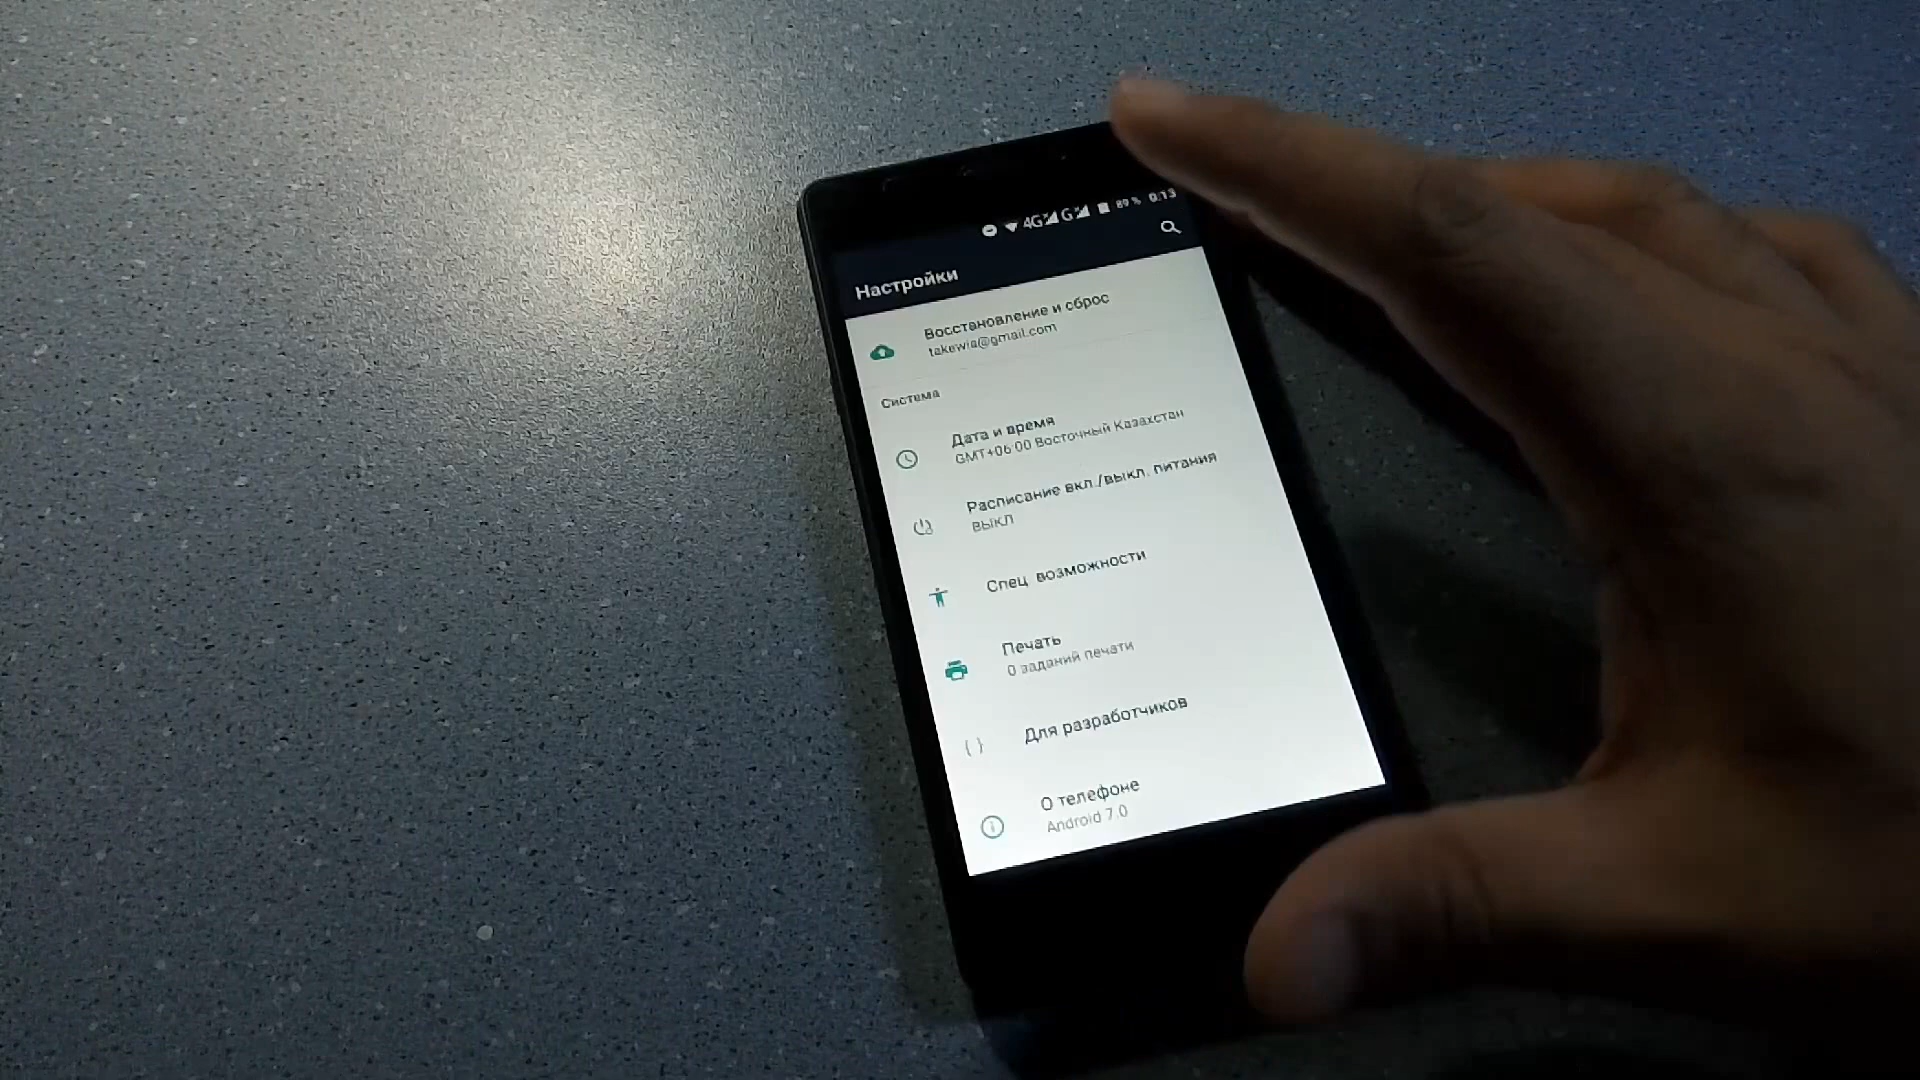 4G G 89 % 0:13
Настройки
Восстановление и сброс
takewia@gmail.com
Система
Дата и время
GMT+06:00 Восточный Казахстан
Расписание вкл./выкл. питания
ВЫКЛ
Спец. возможности
Печать
0 заданий печати
Для разработчиков
О телефоне
Android 7.0